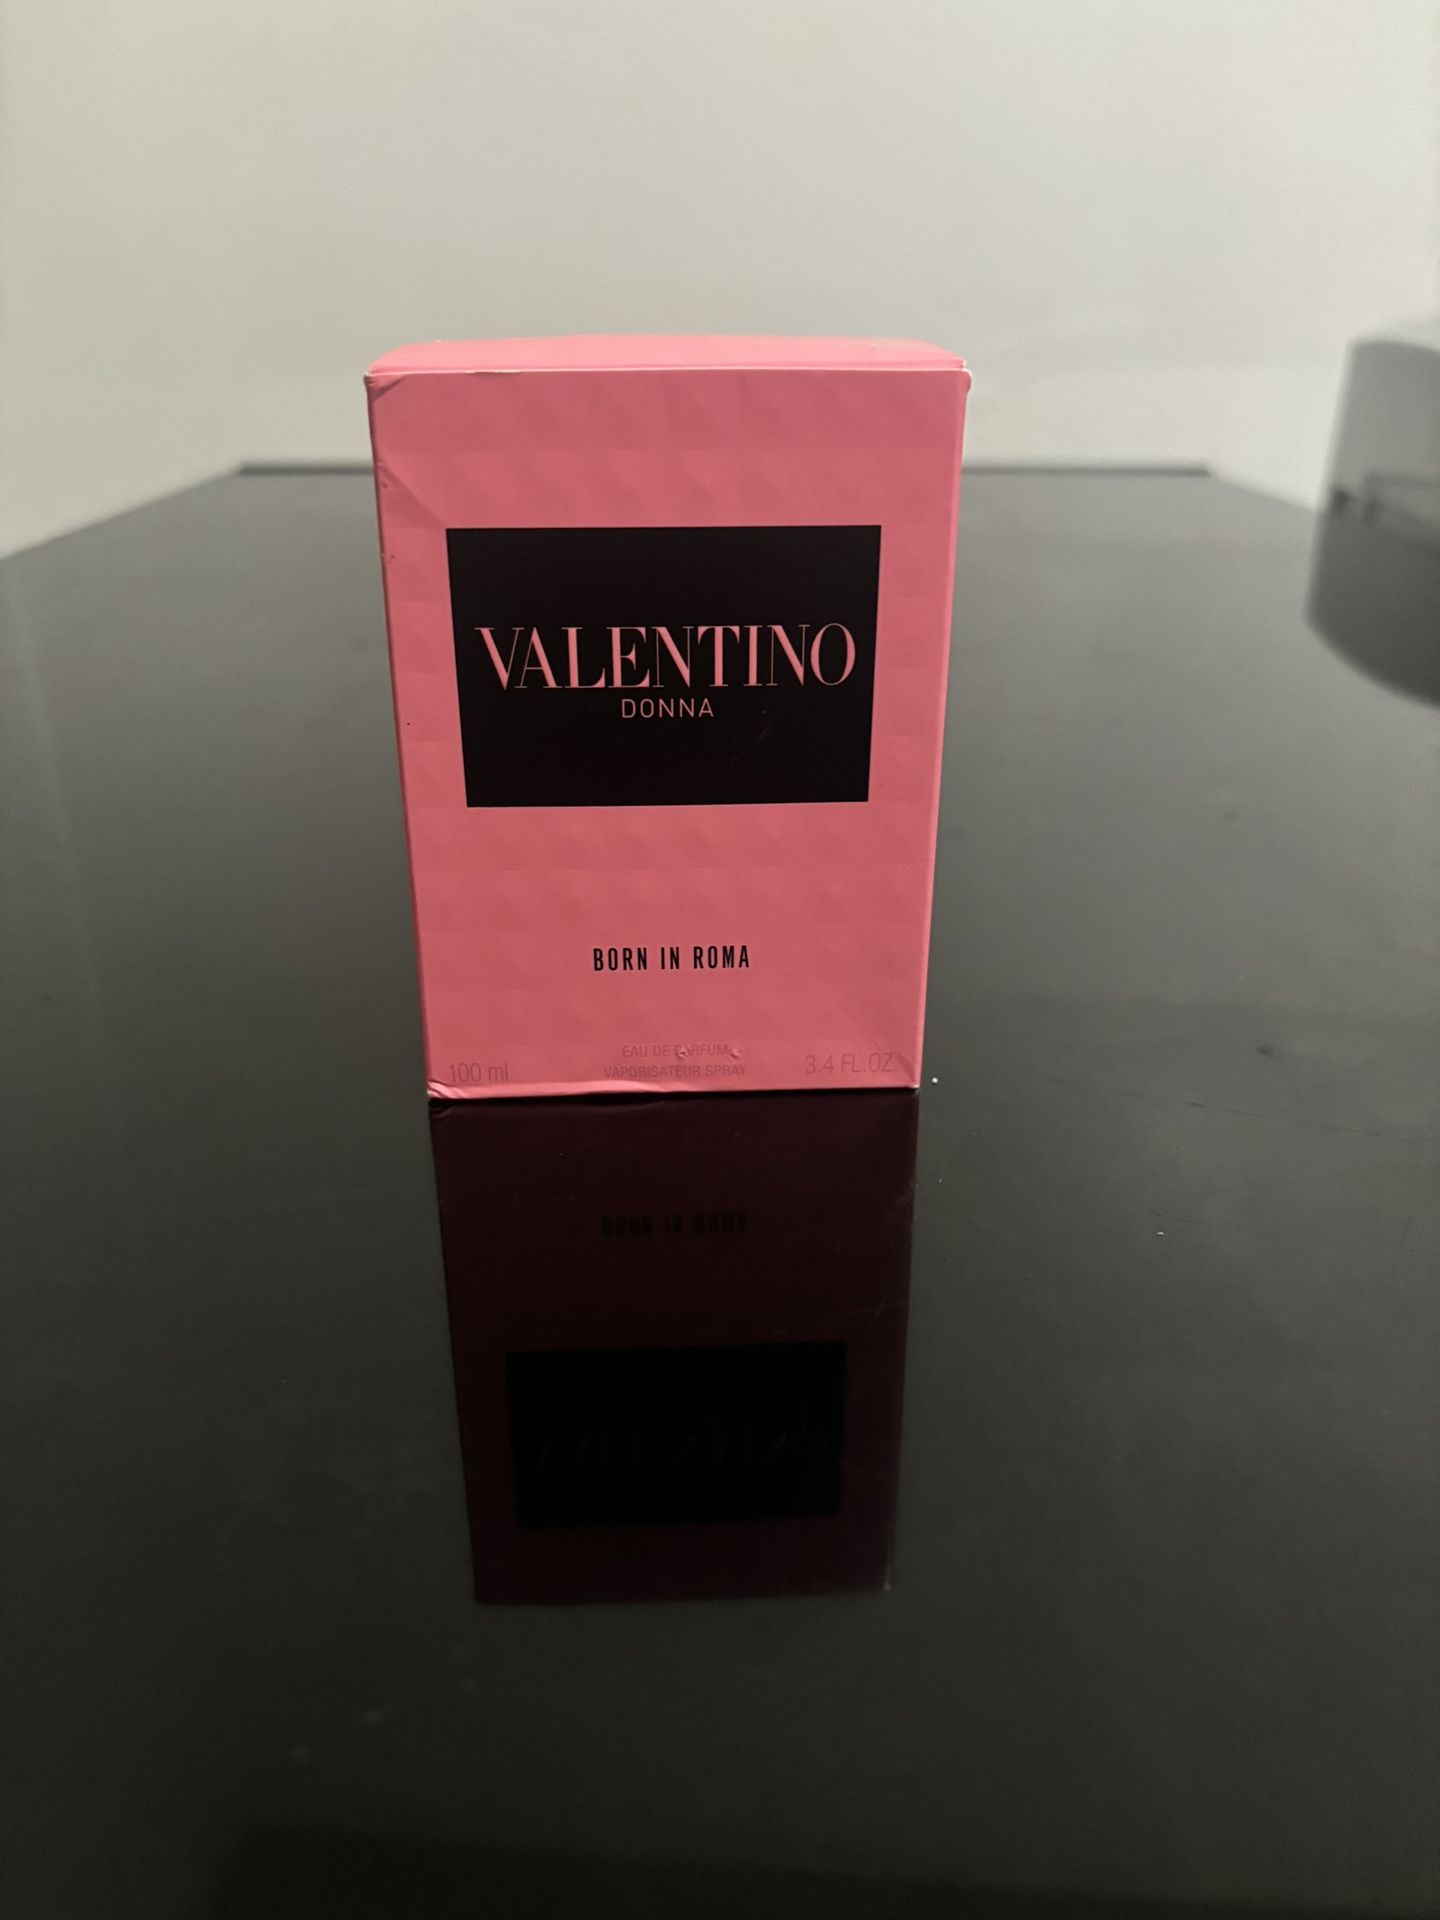 VALENTINO
DONNA
BORN IN ROMA
EAU DE PARFUM
100 ml VAPORISATEUR SPRAY 3.4 FL.OZ.